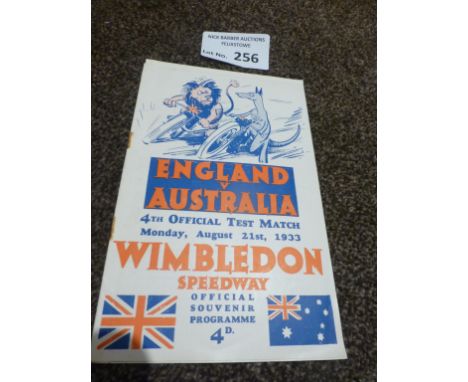 NICK BARBER AUCTIONS
FELIXSTOWE
Lot No. 256
ENGLAND
V
AUSTRALIA
4TH OFFICIAL TEST MATCH
Monday, August 21st, 1933
WIMBLEDON
SPEEDWAY
OFFICIAL
SOUVENIR
PROGRAMME
4D.